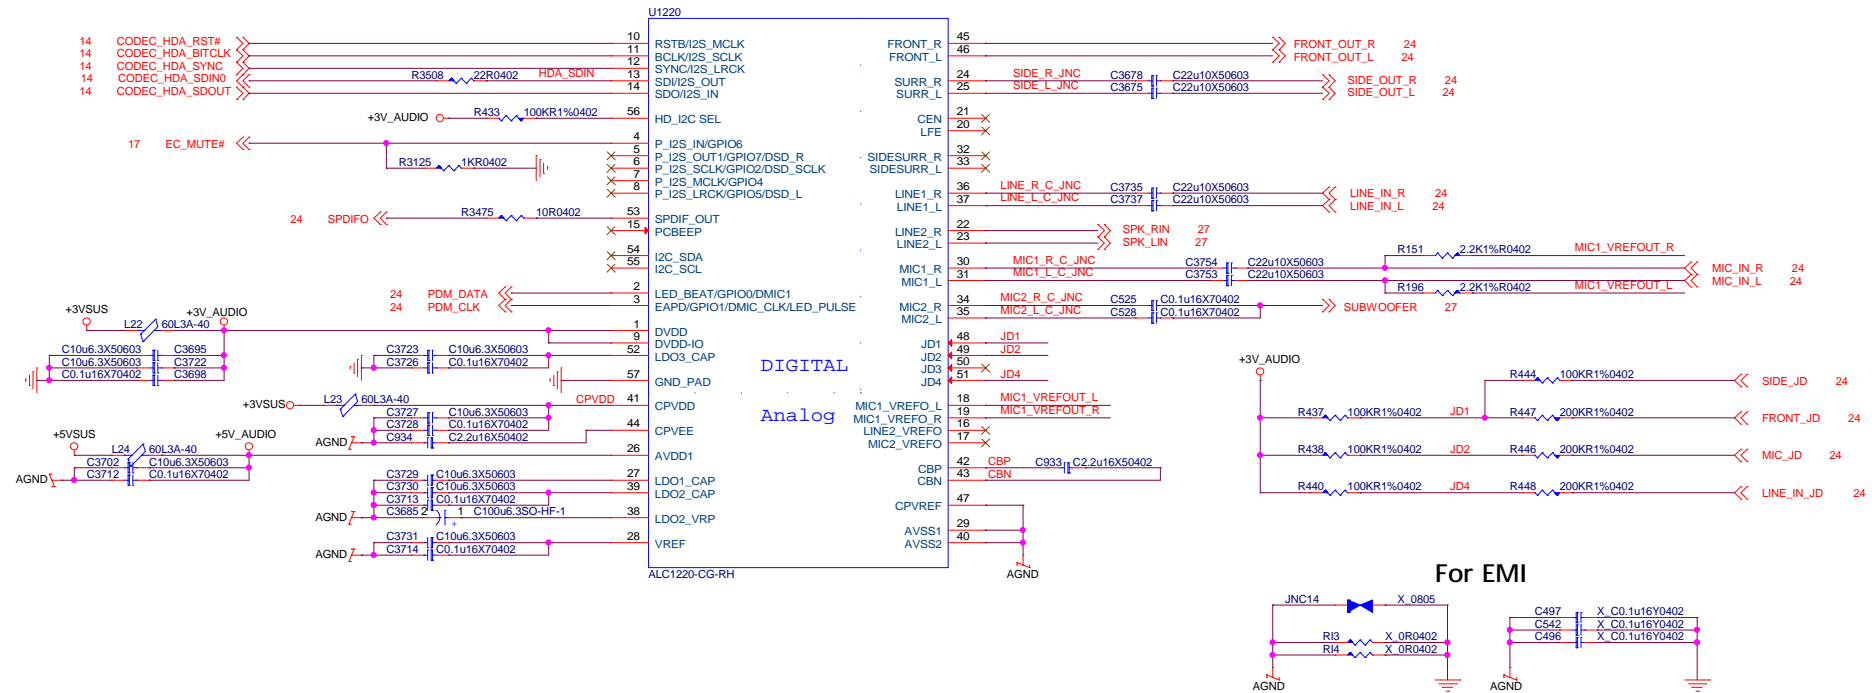 U1220
14 CODEC_HDA_RST# 10 RSTB/I2S_MCLK
14 CODEC_HDA_BITCLK 11 BCLK/I2S_SCLK
14 CODEC_HDA_SYNC 12 SYNC/I2S_LRCK
14 CODEC_HDA_SDIN0 R3508 22R0402 HDA_SDIN 13 SDI/I2S_OUT
14 CODEC_HDA_SDOUT 14 SDO/I2S_IN
+3V_AUDIO R433 100KR1%0402 56 HD_I2C SEL
17 EC_MUTE# 4 P_I2S_IN/GPIO6
5 P_I2S_OUT1/GPIO7/DSD_R
R3125 1KR0402 6 P_I2S_SCLK/GPIO2/DSD_SCLK
7 P_I2S_MCLK/GPIO4
8 P_I2S_LRCK/GPIO5/DSD_L
24 SPDIFO R3475 10R0402 53 SPDIF_OUT
15 PCBEEP
54 I2C_SDA
55 I2C_SCL
24 PDM_DATA 2 LED_BEAT/GPIO0/DMIC1
24 PDM_CLK 3 EAPD/GPIO1/DMIC_CLK/LED_PULSE
+3VSUS L22 60L3A-40 +3V_AUDIO 1 DVDD
9 DVDD-IO
C10u6.3X50603 C3695 C3723 C10u6.3X50603 52 LDO3_CAP
C10u6.3X50603 C3722 C3726 C0.1u16X70402
C0.1u16X70402 C3698 57 GND_PAD
+3VSUS L23 60L3A-40 CPVDD 41 CPVDD
C3727 C10u6.3X50603
C3728 C0.1u16X70402 44 CPVEE
AGND C934 C2.2u16X50402
+5VSUS L24 60L3A-40 +5V_AUDIO 26 AVDD1
C3702 C10u6.3X50603
AGND C3712 C0.1u16X70402
C3729 C10u6.3X50603 27 LDO1_CAP
C3730 C10u6.3X50603 39 LDO2_CAP
C3713 C0.1u16X70402
AGND C3685 2 1 + C100u6.3SO-HF-1 38 LDO2_VRP
C3731 C10u6.3X50603 28 VREF
AGND C3714 C0.1u16X70402
DIGITAL
Analog
ALC1220-CG-RH
FRONT_R 45 FRONT_OUT_R 24
FRONT_L 46 FRONT_OUT_L 24
SURR_R 24 SIDE_R_JNC C3678 C22u10X50603 SIDE_OUT_R 24
SURR_L 25 SIDE_L_JNC C3675 C22u10X50603 SIDE_OUT_L 24
CEN 21
LFE 20
SIDESURR_R 32
SIDESURR_L 33
LINE1_R 36 LINE_R_C_JNC C3735 C22u10X50603 LINE_IN_R 24
LINE1_L 37 LINE_L_C_JNC C3737 C22u10X50603 LINE_IN_L 24
LINE2_R 22 SPK_RIN 27
LINE2_L 23 SPK_LIN 27
R151 2.2K1%R0402 MIC1_VREFOUT_R
MIC1_R 30 MIC1_R_C_JNC C3754 C22u10X50603 MIC_IN_R 24
MIC1_L 31 MIC1_L_C_JNC C3753 C22u10X50603 MIC_IN_L 24
R196 2.2K1%R0402 MIC1_VREFOUT_L
MIC2_R 34 MIC2_R_C_JNC C525 C0.1u16X70402 SUBWOOFER 27
MIC2_L 35 MIC2_L_C_JNC C528 C0.1u16X70402
JD1 48 JD1
JD2 49 JD2
JD3 50
JD4 51 JD4
MIC1_VREFO_L 18 MIC1_VREFOUT_L
MIC1_VREFO_R 19 MIC1_VREFOUT_R
LINE2_VREFO 16
MIC2_VREFO 17
CBP 42 CBP C933 C2.2u16X50402
CBN 43 CBN
CPVREF 47
AVSS1 29
AVSS2 40
AGND
+3V_AUDIO
R444 100KR1%0402 SIDE_JD 24
R437 100KR1%0402 JD1 R447 200KR1%0402 FRONT_JD 24
R438 100KR1%0402 JD2 R446 200KR1%0402 MIC_JD 24
R440 100KR1%0402 JD4 R448 200KR1%0402 LINE_IN_JD 24
For EMI
JNC14 X_0805
RI3 X_0R0402
RI4 X_0R0402
AGND
C497 X_C0.1u16Y0402
C542 X_C0.1u16Y0402
C496 X_C0.1u16Y0402
AGND